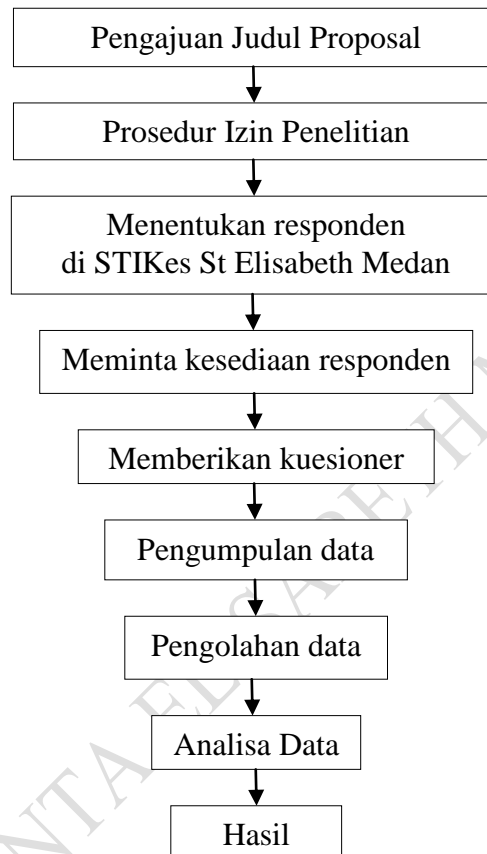 Pengajuan Judul Proposal
Prosedur Izin Penelitian
Menentukan responden
di STIKes St Elisabeth Medan
Meminta kesediaan responden
Memberikan kuesioner
Pengumpulan data
Pengolahan data
Analisa Data
Hasil